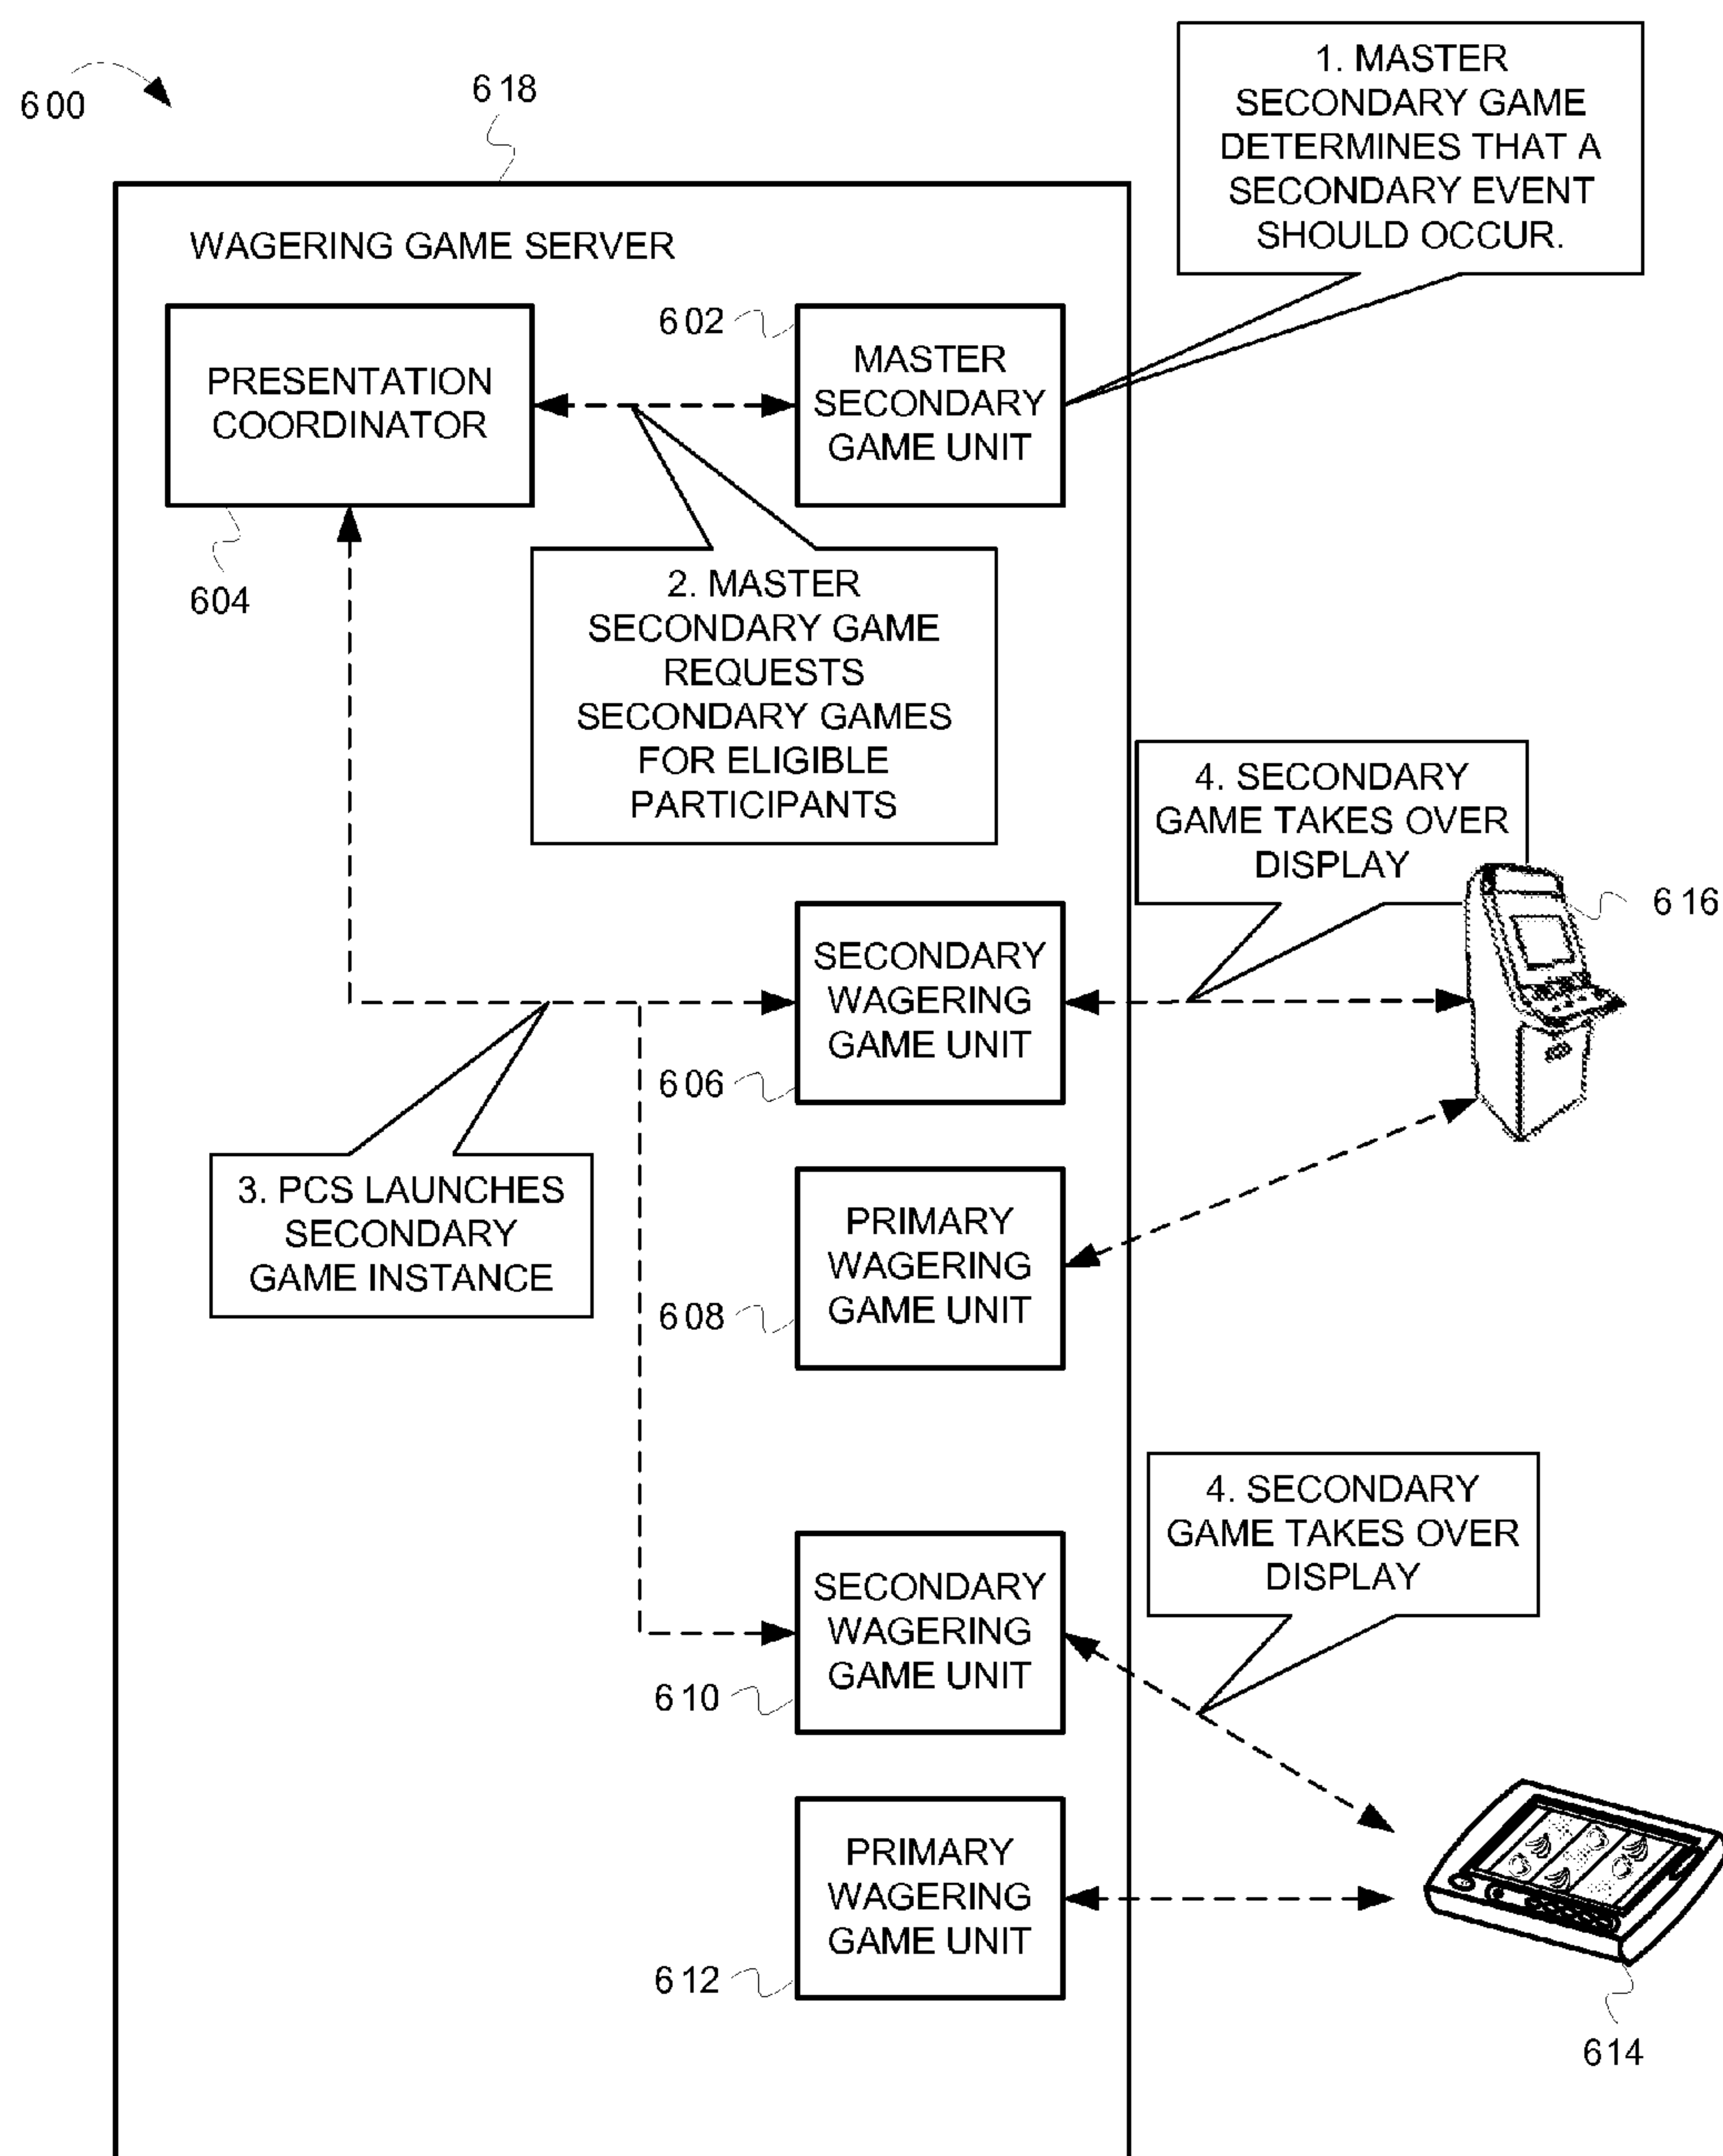 600
618
1. MASTER
SECONDARY GAME
DETERMINES THAT A
SECONDARY EVENT
SHOULD OCCUR.
WAGERING GAME SERVER
PRESENTATION
COORDINATOR
604
602
MASTER
SECONDARY
GAME UNIT
2. MASTER
SECONDARY GAME
REQUESTS
SECONDARY GAMES
FOR ELIGIBLE
PARTICIPANTS
4. SECONDARY
GAME TAKES OVER
DISPLAY
616
SECONDARY
WAGERING
GAME UNIT
606
3. PCS LAUNCHES
SECONDARY
GAME INSTANCE
PRIMARY
WAGERING
GAME UNIT
608
4. SECONDARY
GAME TAKES OVER
DISPLAY
SECONDARY
WAGERING
GAME UNIT
610
PRIMARY
WAGERING
GAME UNIT
612
614